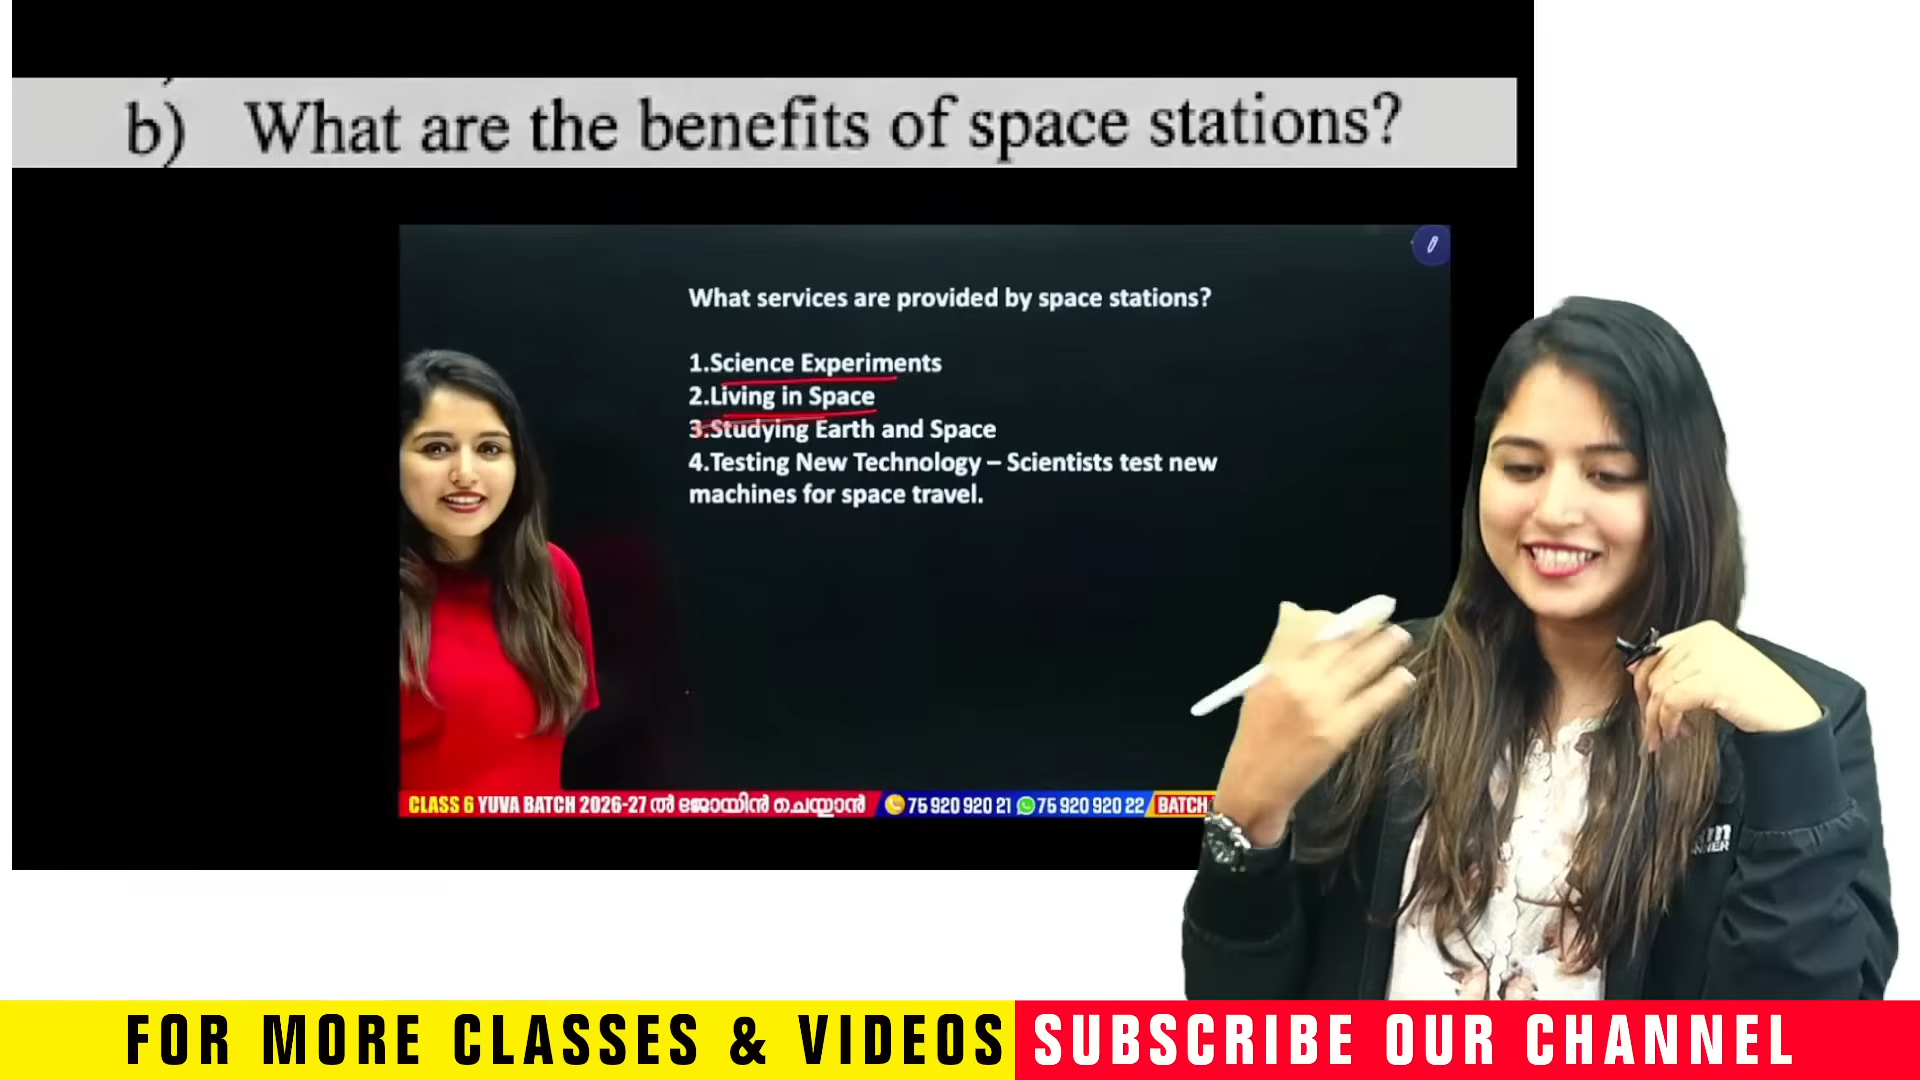 b) What are the benefits of space stations?
What services are provided by space stations?
1.Science Experiments
2.Living in Space
3.Studying Earth and Space
4.Testing New Technology – Scientists test new
machines for space travel.
CLASS 6 YUVA BATCH 2026-27 ൽ ജോയിൻ ചെയ്യാൻ 75 920 920 21 75 920 920 22 BATCH
FOR MORE CLASSES & VIDEOS SUBSCRIBE OUR CHANNEL